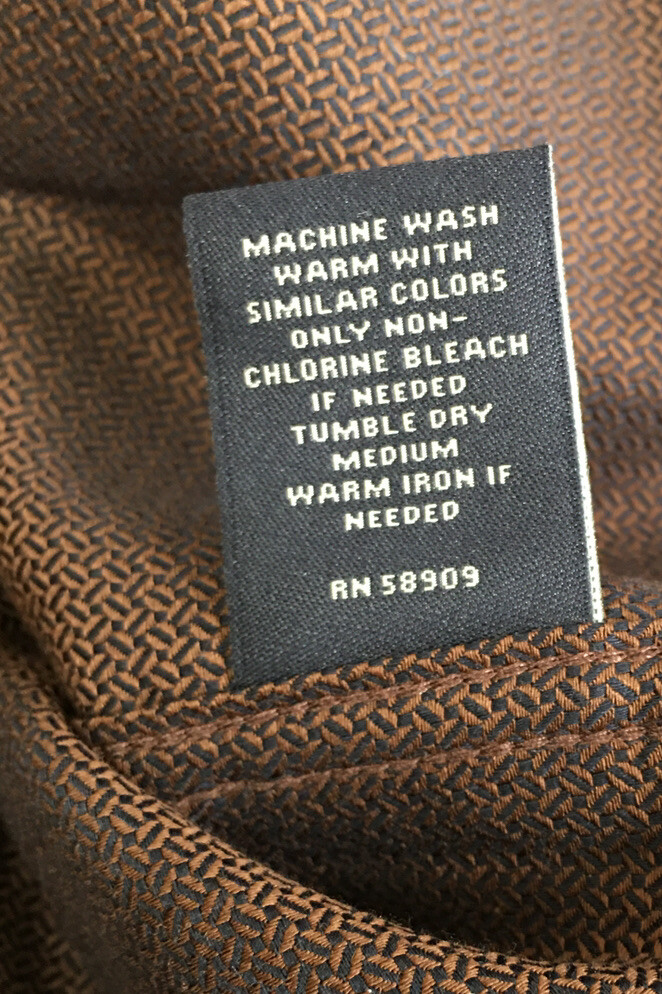 MACHINE WASH
WARM WITH
SIMILAR COLORS
ONLY NON-
CHLORINE BLEACH
IF NEEDED
TUMBLE DRY
MEDIUM
WARM IRON IF
NEEDED
RN 58909